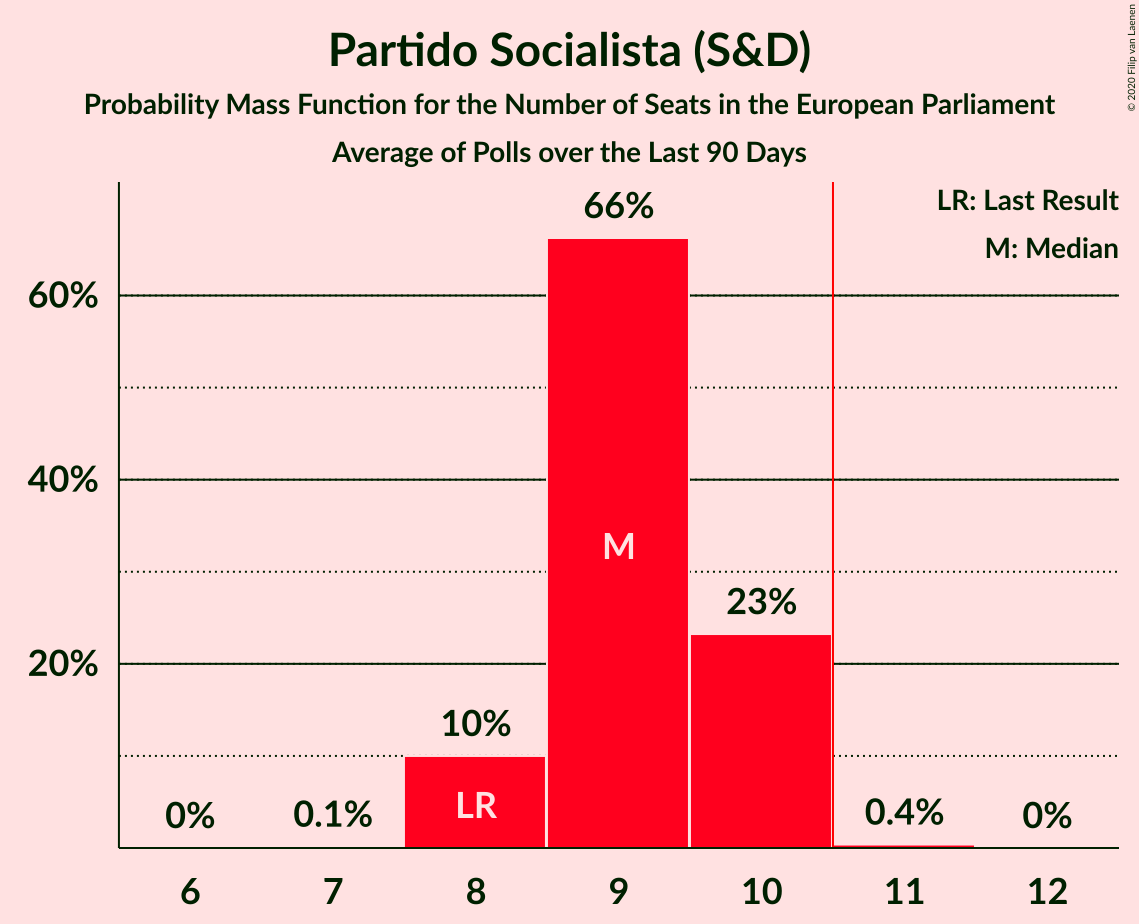 Partido Socialista (S&D)
Probability Mass Function for the Number of Seats in the European Parliament
Average of Polls over the Last 90 Days
© 2020 Filip van Laenen
LR: Last Result
M: Median
66%
60%
40%
M
23%
20%
10%
LR
0%
0.1%
0.4%
0%
6 7 8 9 10 11 12